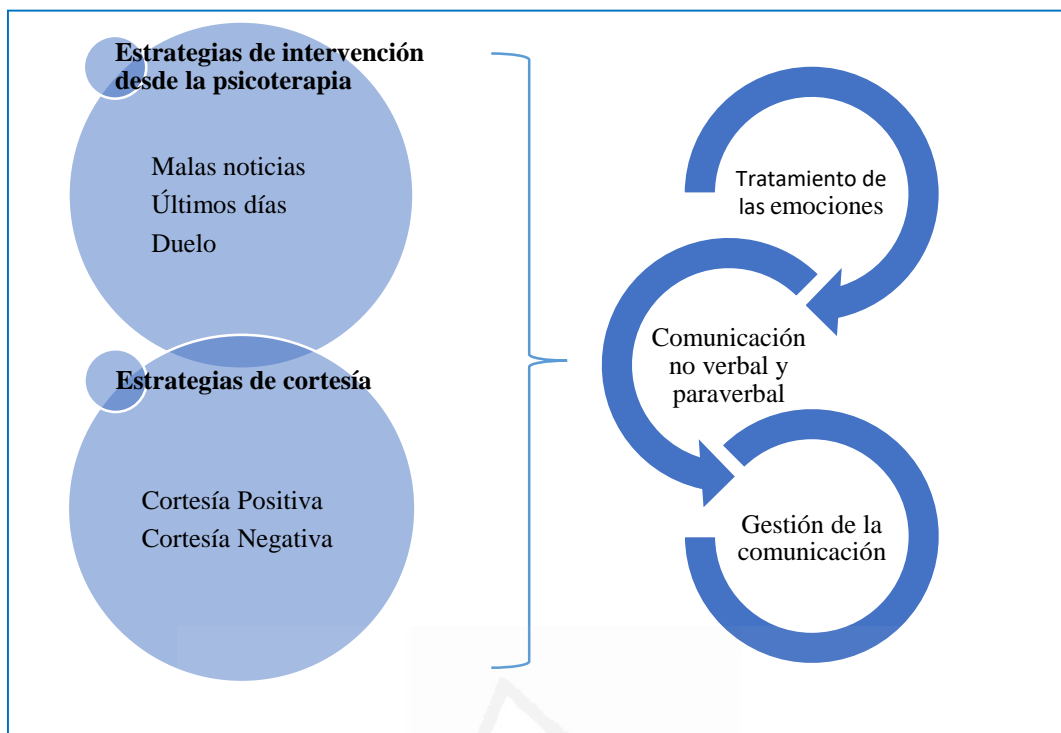 Estrategias de intervención
desde la psicoterapia
Malas noticias
Últimos días
Duelo
Estrategias de cortesía
Cortesía Positiva
Cortesía Negativa
Tratamiento de
las emociones
Comunicación
no verbal y
paraverbal
Gestión de la
comunicación